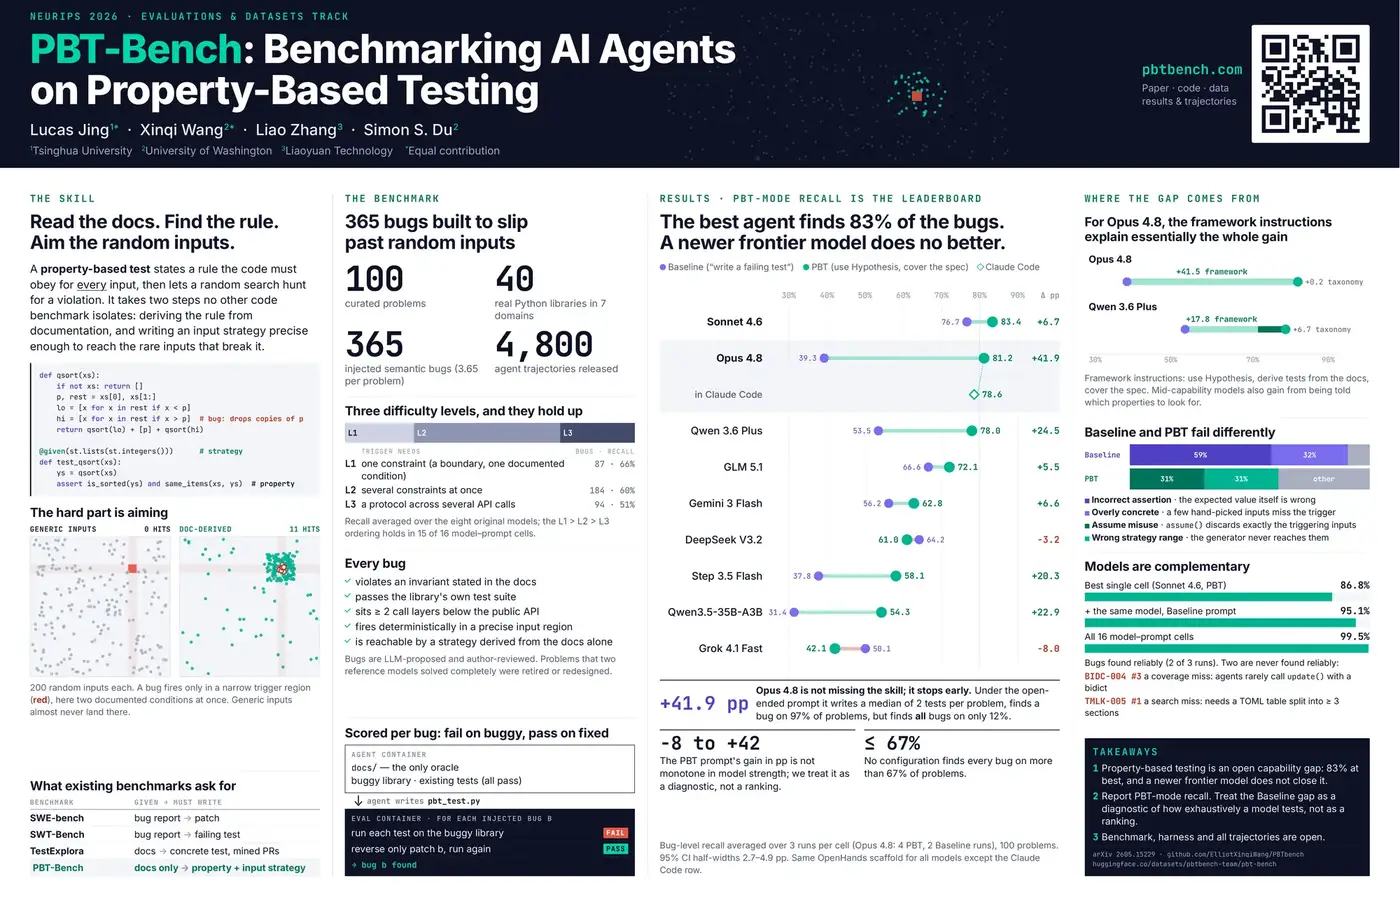 NEURIPS 2026 · EVALUATIONS & DATASETS TRACK
PBT-Bench: Benchmarking AI Agents
on Property-Based Testing
Lucas Jing¹* · Xinqi Wang²* · Liao Zhang³ · Simon S. Du²
¹Tsinghua University ²University of Washington ³Liaoyuan Technology *Equal contribution
pbtbench.com
Paper · code · data
results & trajectories
THE SKILL
Read the docs. Find the rule.
Aim the random inputs.
A property-based test states a rule the code must
obey for every input, then lets a random search hunt
for a violation. It takes two steps no other code
benchmark isolates: deriving the rule from
documentation, and writing an input strategy precise
enough to reach the rare inputs that break it.
def qsort(xs):
if not xs: return []
p, rest = xs[0], xs[1:]
lo = [x for x in rest if x < p]
hi = [x for x in rest if x > p] # bug: drops copies of p
return qsort(lo) + [p] + qsort(hi)
@given(st.lists(st.integers())) # strategy
def test_qsort(xs):
ys = qsort(xs)
assert is_sorted(ys) and same_items(xs, ys) # property
The hard part is aiming
GENERIC INPUTS 0 HITS DOC-DERIVED 11 HITS
200 random inputs each. A bug fires only in a narrow trigger region
(red), here two documented conditions at once. Generic inputs
almost never land there.
What existing benchmarks ask for
BENCHMARK GIVEN → MUST WRITE
SWE-bench bug report → patch
SWT-Bench bug report → failing test
TestExplora docs → concrete test, mined PRs
PBT-Bench docs only → property + input strategy
THE BENCHMARK
365 bugs built to slip
past random inputs
100 40
curated problems real Python libraries in 7
domains
365 4,800
injected semantic bugs (3.65 agent trajectories released
per problem)
Three difficulty levels, and they hold up
L1 L2 L3
TRIGGER NEEDS BUGS · RECALL
L1 one constraint (a boundary, one documented 87 · 66%
condition)
L2 several constraints at once 184 · 60%
L3 a protocol across several API calls 94 · 51%
Recall averaged over the eight original models; the L1 > L2 > L3
ordering holds in 15 of 16 model–prompt cells.
Every bug
✓ violates an invariant stated in the docs
✓ passes the library's own test suite
✓ sits ≥ 2 call layers below the public API
✓ fires deterministically in a precise input region
✓ is reachable by a strategy derived from the docs alone
Bugs are LLM-proposed and author-reviewed. Problems that two
reference models solved completely were retired or redesigned.
Scored per bug: fail on buggy, pass on fixed
AGENT CONTAINER
docs/ — the only oracle
buggy library · existing tests (all pass)
↓ agent writes pbt_test.py
EVAL CONTAINER · FOR EACH INJECTED BUG B
run each test on the buggy library FAIL
reverse only patch b, run again PASS
→ bug b found
RESULTS · PBT-MODE RECALL IS THE LEADERBOARD
The best agent finds 83% of the bugs.
A newer frontier model does no better.
Baseline ("write a failing test") PBT (use Hypothesis, cover the spec) Claude Code
30% 40% 50% 60% 70% 80% 90% Δ pp
Sonnet 4.6 76.7 83.4 +6.7
Opus 4.8 39.3 81.2 +41.9
in Claude Code 78.6
Qwen 3.6 Plus 53.5 78.0 +24.5
GLM 5.1 66.6 72.1 +5.5
Gemini 3 Flash 56.2 62.8 +6.6
DeepSeek V3.2 61.0 64.2 -3.2
Step 3.5 Flash 37.8 58.1 +20.3
Qwen3.5-35B-A3B 31.4 54.3 +22.9
Grok 4.1 Fast 42.1 50.1 -8.0
+41.9 pp Opus 4.8 is not missing the skill; it stops early. Under the open-
ended prompt it writes a median of 2 tests per problem, finds a
bug on 97% of problems, but finds all bugs on only 12%.
-8 to +42 ≤ 67%
The PBT prompt's gain in pp is not No configuration finds every bug on more
monotone in model strength; we treat it as than 67% of problems.
a diagnostic, not a ranking.
Bug-level recall averaged over 3 runs per cell (Opus 4.8: 4 PBT, 2 Baseline runs), 100 problems.
95% CI half-widths 2.7–4.9 pp. Same OpenHands scaffold for all models except the Claude
Code row.
WHERE THE GAP COMES FROM
For Opus 4.8, the framework instructions
explain essentially the whole gain
Opus 4.8
+41.5 framework
+0.2 taxonomy
Qwen 3.6 Plus
+17.8 framework
+6.7 taxonomy
30% 50% 70% 90%
Framework instructions: use Hypothesis, derive tests from the docs,
cover the spec. Mid-capability models also gain from being told
which properties to look for.
Baseline and PBT fail differently
Baseline 59% 32%
PBT 31% 31% other
Incorrect assertion · the expected value itself is wrong
Overly concrete · a few hand-picked inputs miss the trigger
Assume misuse · assume() discards exactly the triggering inputs
Wrong strategy range · the generator never reaches them
Models are complementary
Best single cell (Sonnet 4.6, PBT) 86.8%
+ the same model, Baseline prompt 95.1%
All 16 model–prompt cells 99.5%
Bugs found reliably (2 of 3 runs). Two are never found reliably:
BIDC-004 #3 a coverage miss: agents rarely call update() with a
bidict
TMLK-005 #1 a search miss: needs a TOML table split into ≥ 3
sections
TAKEAWAYS
1 Property-based testing is an open capability gap: 83% at
best, and a newer frontier model does not close it.
2 Report PBT-mode recall. Treat the Baseline gap as a
diagnostic of how exhaustively a model tests, not as a
ranking.
3 Benchmark, harness and all trajectories are open.
arXiv 2605.15229 · github.com/ElliotXinqiWang/PBTbench
huggingface.co/datasets/pbtbench-team/pbt-bench